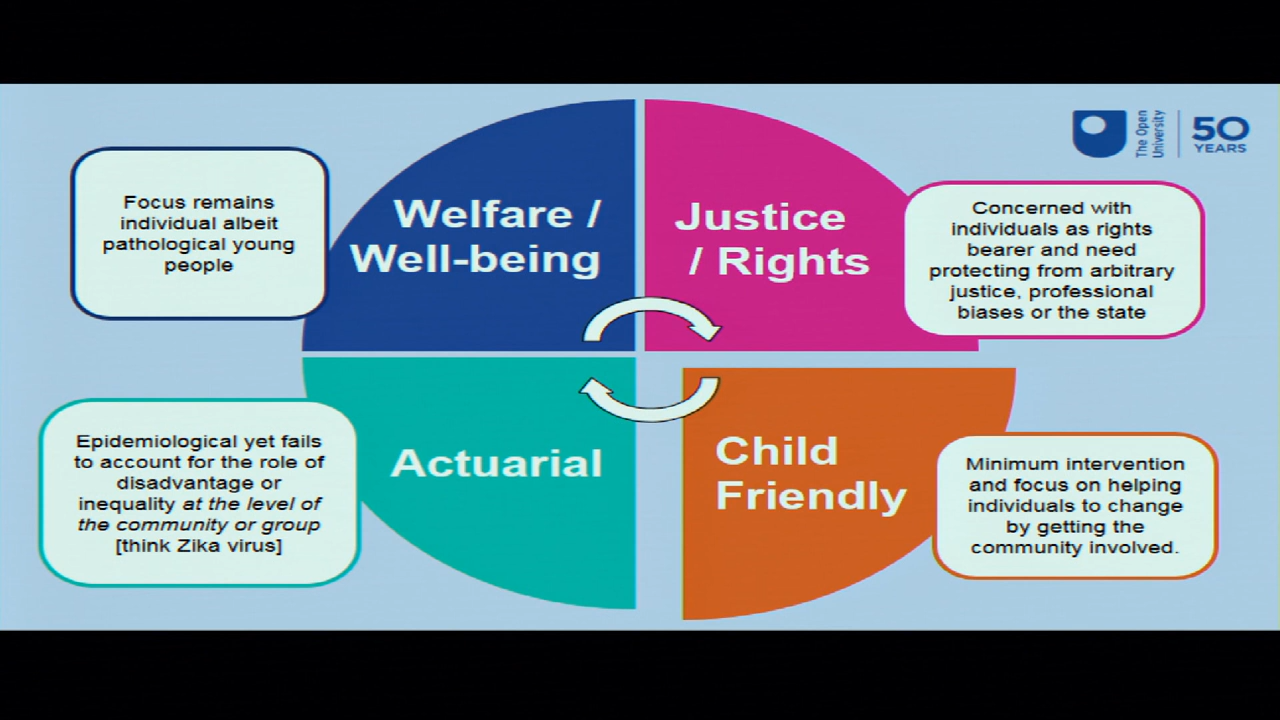 The Open
University
50
YEARS
Focus remains
individual albeit
pathological young
people
Welfare /
Well-being
Justice
/ Rights
Concerned with
individuals as rights
bearer and need
protecting from arbitrary
justice, professional
biases or the state
Epidemiological yet fails
to account for the role of
disadvantage or
inequality at the level of
the community or group
[think Zika virus]
Actuarial
Child
Friendly
Minimum intervention
and focus on helping
individuals to change
by getting the
community involved.